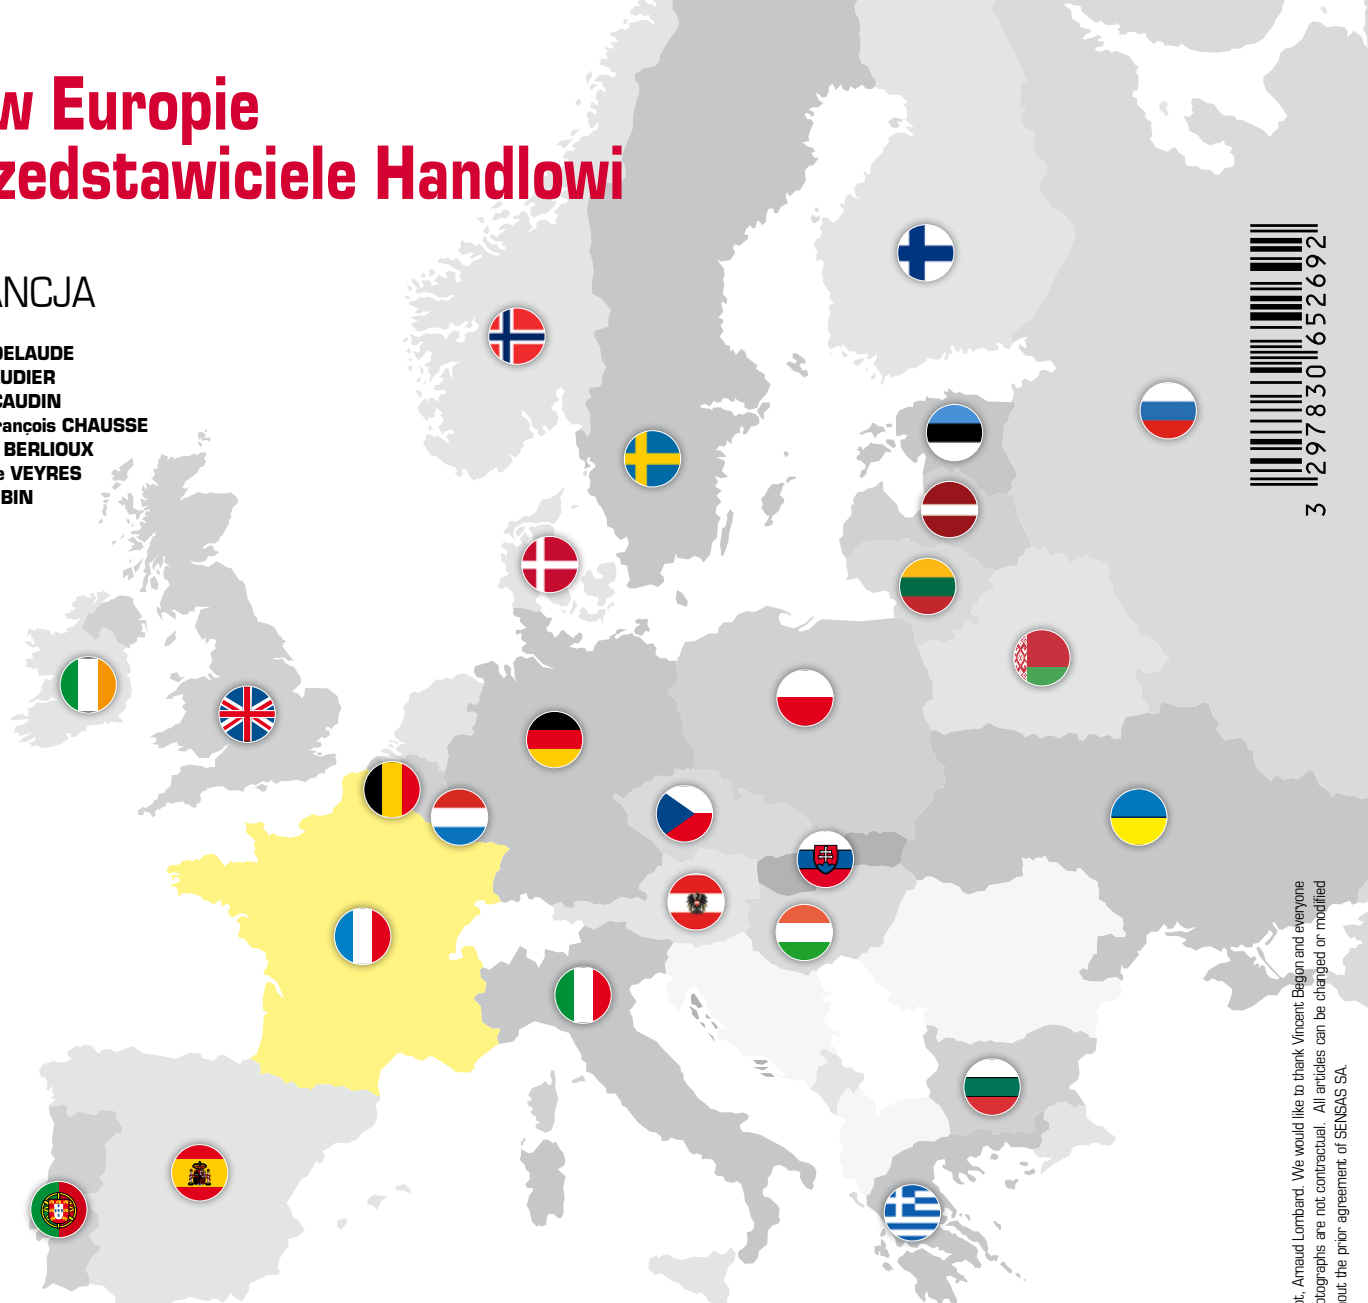 w Europie
zedstawiciele Handlowi
ANCJA
DELAUDE
UDIER
CAUDIN
rançois CHAUSSE
BERLIOUX
e VEYRES
BIN
3 297830 652692
ot, Arnaud Lombard. We would like to thank Vincent Begon and everyone
otographs are not contractual. All articles can be changed or modified
out the prior agreement of SENSAS SA.